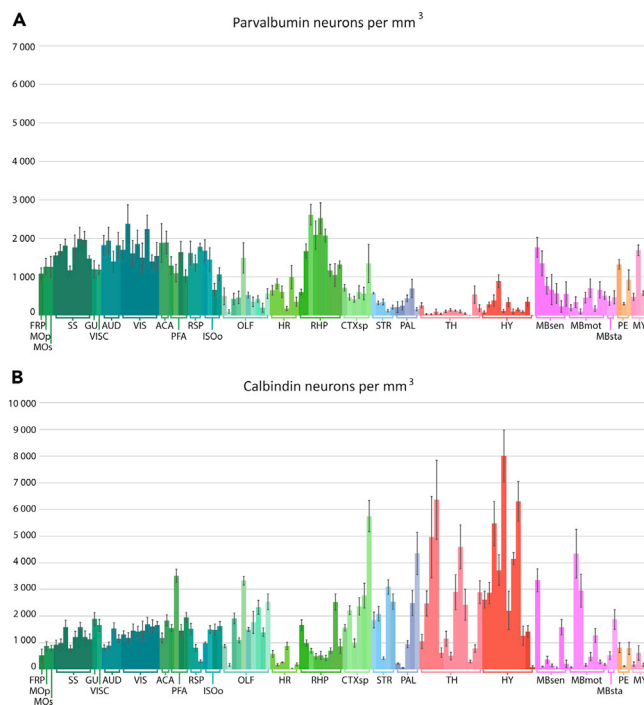 A
Parvalbumin neurons per mm³
7 000
6 000
5 000
4 000
3 000
2 000
1 000
0
FRP SS GU AUD VIS ACA RSP ISOo OLF HR RHP CTXsp STR PAL TH HY MBsen MBmot PE MY
MOp VISC PFA MBsta
MOs
B
Calbindin neurons per mm³
10 000
9 000
8 000
7 000
6 000
5 000
4 000
3 000
2 000
1 000
0
FRP SS GU AUD VIS ACA RSP OLF HR RHP CTXsp STR PAL TH HY MBsen MBmot PE MY
MOp VISC PFA ISOo MBsta
MOs